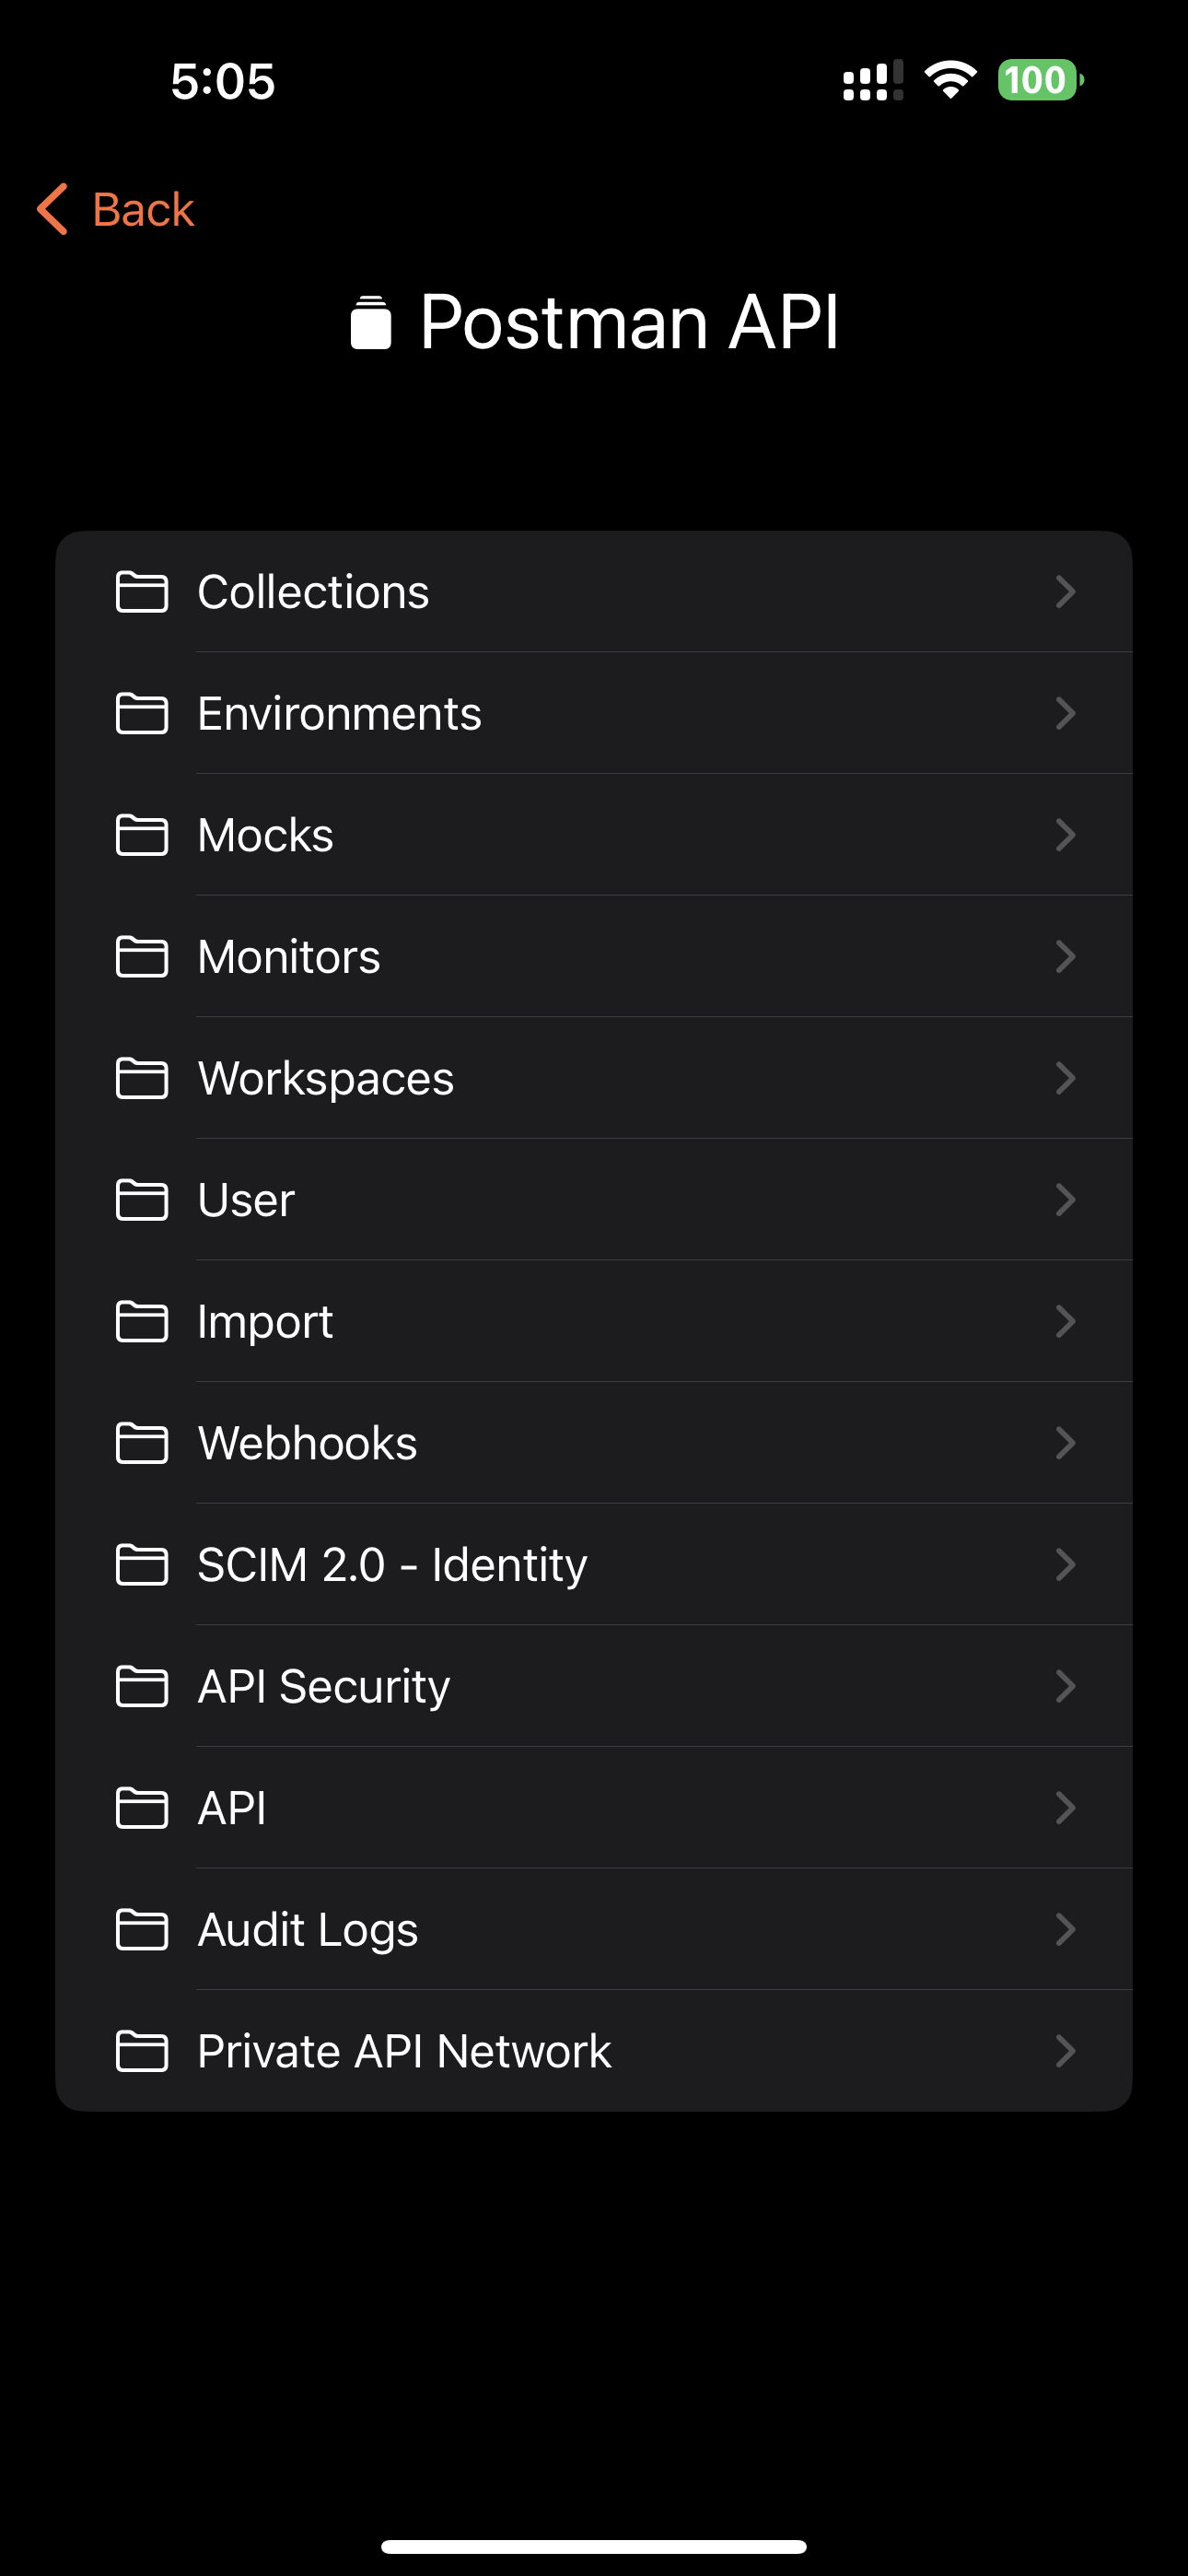 5:05
100
Back
Postman API
Collections
Environments
Mocks
Monitors
Workspaces
User
Import
Webhooks
SCIM 2.0 - Identity
API Security
API
Audit Logs
Private API Network